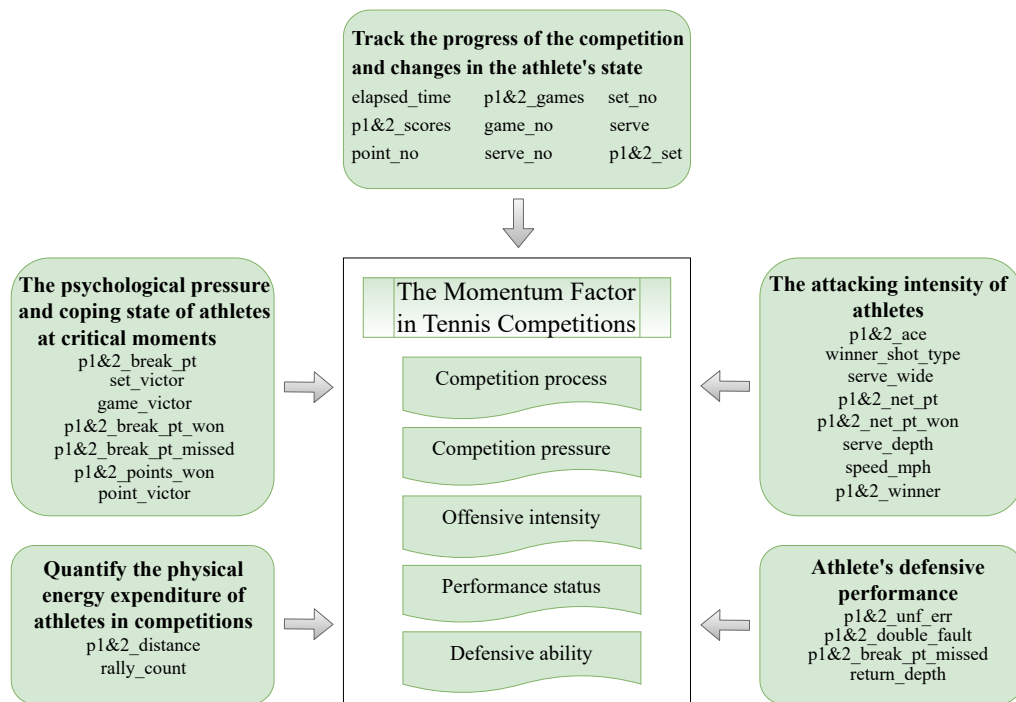 Track the progress of the competition
and changes in the athlete's state
elapsed_time p1&2_games set_no
p1&2_scores game_no serve
point_no serve_no p1&2_set
The psychological pressure
and coping state of athletes
at critical moments
p1&2_break_pt
set_victor
game_victor
p1&2_break_pt_won
p1&2_break_pt_missed
p1&2_points_won
point_victor
Quantify the physical
energy expenditure of
athletes in competitions
p1&2_distance
rally_count
The Momentum Factor
in Tennis Competitions
Competition process
Competition pressure
Offensive intensity
Performance status
Defensive ability
The attacking intensity of
athletes
p1&2_ace
winner_shot_type
serve_wide
p1&2_net_pt
p1&2_net_pt_won
serve_depth
speed_mph
p1&2_winner
Athlete's defensive
performance
p1&2_unf_err
p1&2_double_fault
p1&2_break_pt_missed
return_depth